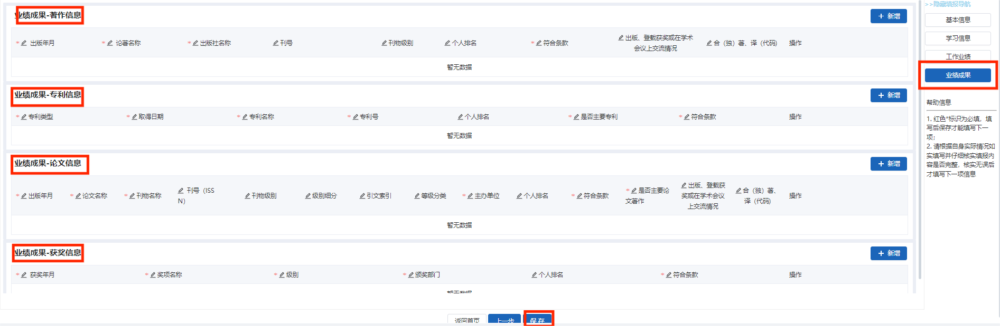 业绩成果-著作信息
+ 新增
* 出版年月 * 论著名称 * 出版社名称 刊号 刊物级别 个人排名 * 符合条款 出版、登载获奖或在学术会议上交流情况 合（独）著、译（代码) 操作
暂无数据
业绩成果-专利信息
+ 新增
* 专利类型 * 取得日期 * 专利名称 * 专利号 个人排名 * 是否主要专利 * 符合条款 操作
暂无数据
业绩成果-论文信息
+ 新增
* 出版年月 * 论文名称 * 刊物名称 刊号（ISSN） 刊物级别 级别细分 引文索引 等级分类 * 主办单位 个人排名 * 符合条款 * 是否主要论文著作 出版、登载获奖或在学术会议上交流情况 合（独）著、译（代码) 操作
暂无数据
业绩成果-获奖信息
+ 新增
* 获奖年月 * 奖项名称 * 级别 * 颁奖部门 个人排名 * 符合条款 操作
暂无数据
返回首页 上一步 保存
>>隐藏填报导航
基本信息
学习信息
工作业绩
业绩成果
帮助信息
1. 红色*标识为必填，填
写后保存才能填写下一
项；
2. 请根据自身实际情况如
实填写并仔细核实填报内
容是否完整，核实无误后
才填写下一项信息